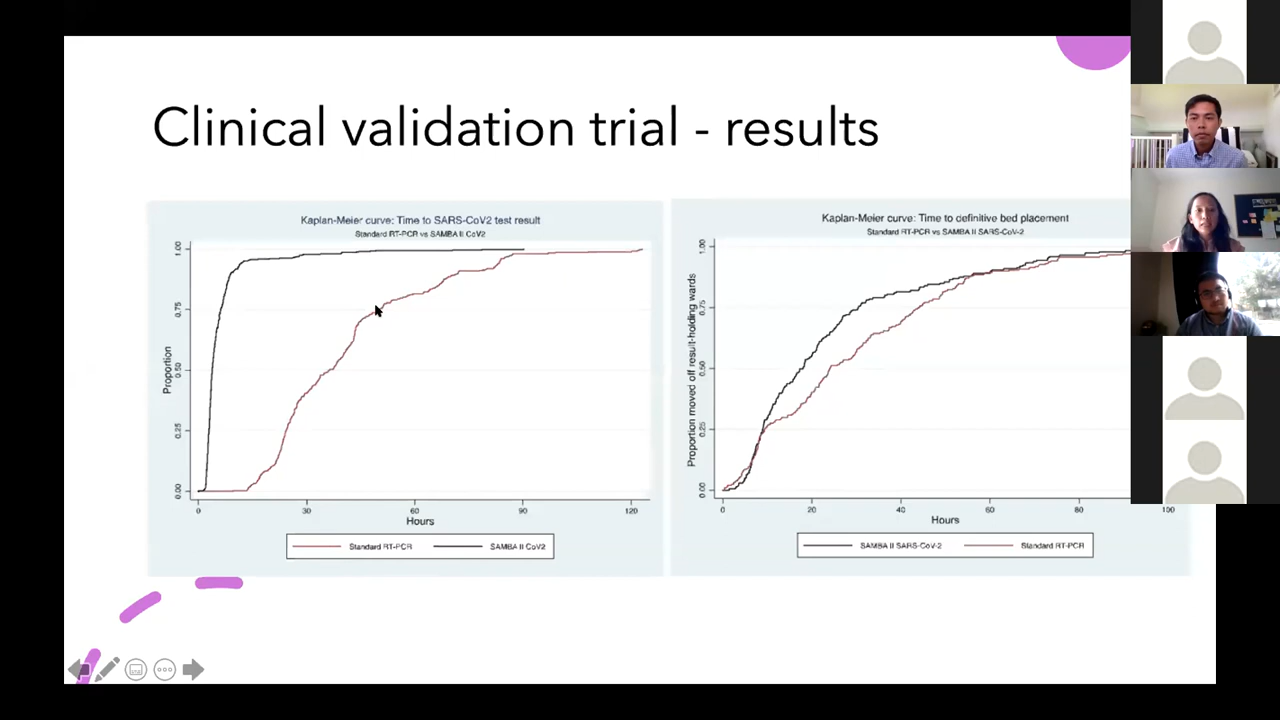 Clinical validation trial - results
Kaplan-Meier curve: Time to SARS-CoV2 test result
Standard RT-PCR vs SAMBA II CoV2
Proportion
1.00
0.75
0.50
0.25
0.00
0
30
60
90
120
Hours
Standard RT-PCR
SAMBA II CoV2
Kaplan-Meier curve: Time to definitive bed placement
Standard RT-PCR vs SAMBA II SARS-CoV-2
Proportion moved off result-holding wards
1.00
0.75
0.50
0.25
0.00
0
20
40
60
80
100
Hours
SAMBA II SARS-CoV-2
Standard RT-PCR